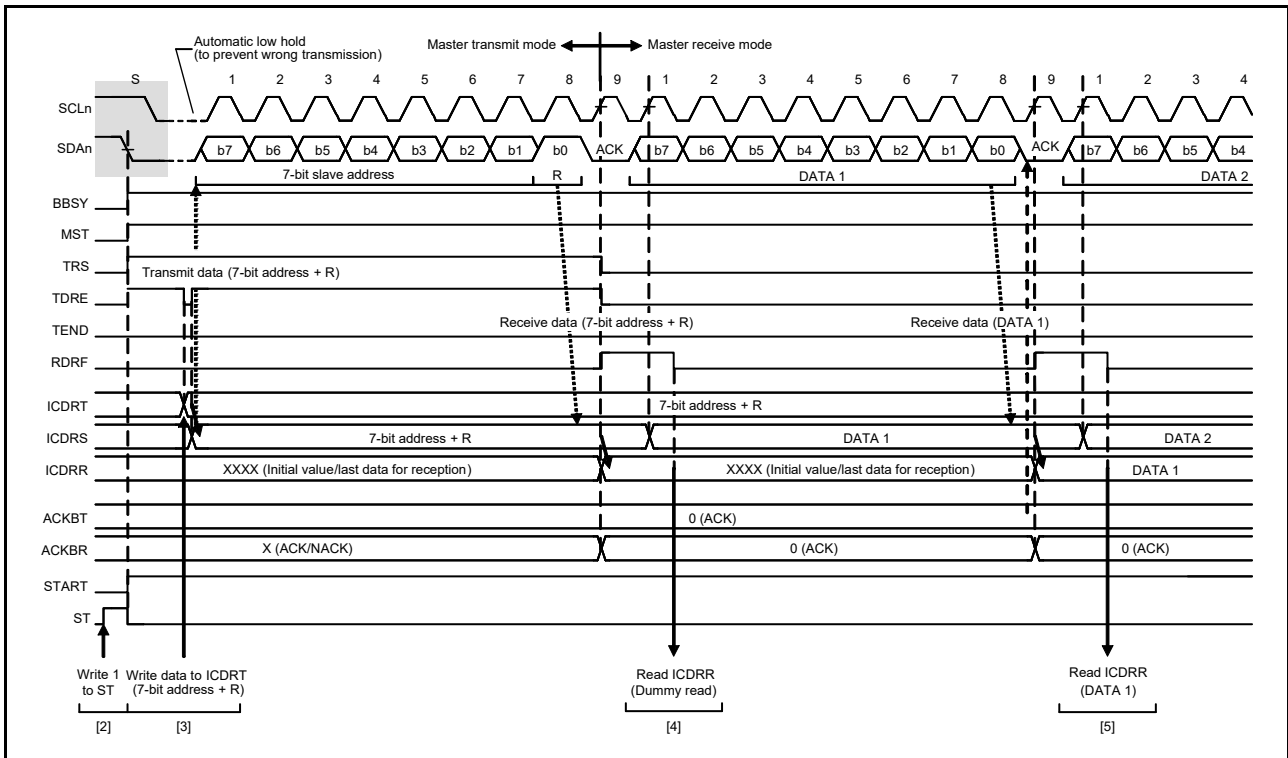 Automatic low hold
(to prevent wrong transmission)
Master transmit mode
Master receive mode
S 1 2 3 4 5 6 7 8 9 1 2 3 4 5 6 7 8 9 1 2 3 4
SCLn
SDAn b7 b6 b5 b4 b3 b2 b1 b0 ACK b7 b6 b5 b4 b3 b2 b1 b0 ACK b7 b6 b5 b4
7-bit slave address R DATA 1 DATA 2
BBSY
MST
TRS
Transmit data (7-bit address + R)
TDRE
TEND Receive data (7-bit address + R) Receive data (DATA 1)
RDRF
ICDRT 7-bit address + R
ICDRS 7-bit address + R DATA 1 DATA 2
ICDRR XXXX (Initial value/last data for reception) XXXX (Initial value/last data for reception) DATA 1
ACKBT 0 (ACK)
ACKBR X (ACK/NACK) 0 (ACK) 0 (ACK)
START
ST
Write 1
to ST
Write data to ICDRT
(7-bit address + R)
Read ICDRR
(Dummy read)
Read ICDRR
(DATA 1)
[2] [3] [4] [5]